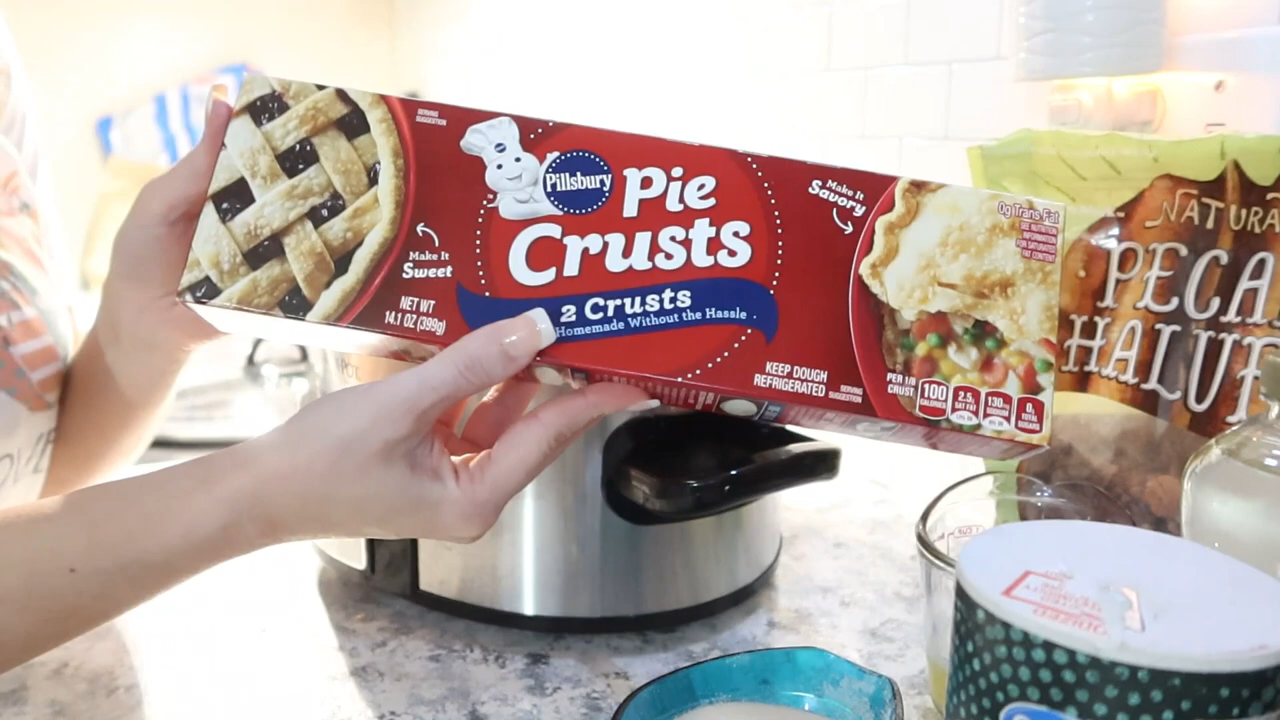 SERVING
SUGGESTION
Make It
Sweet
NET WT
14.1 OZ (399g)
Pillsbury
Pie
Crusts
2 Crusts
Homemade Without the Hassle
Make It
Savory
KEEP DOUGH
REFRIGERATED
SERVING
SUGGESTION
0g Trans Fat
SEE NUTRITION
INFORMATION
FOR SATURATED
FAT CONTENT
PER 1/8
CRUST
100
CALORIES
2.5g
SAT FAT
130mg
SODIUM
0g
TOTAL
SUGARS
NATURA
PECA
HALVE